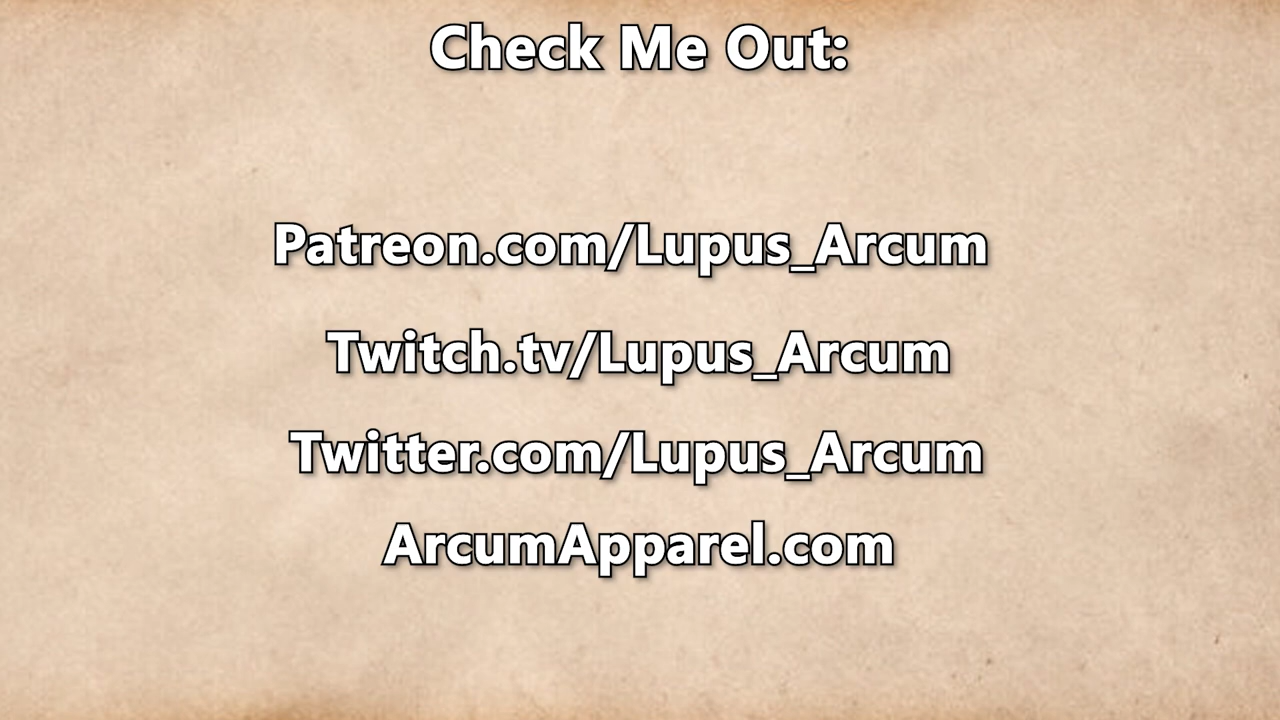 Check Me Out:
Patreon.com/Lupus_Arcum
Twitch.tv/Lupus_Arcum
Twitter.com/Lupus_Arcum
ArcumApparel.com